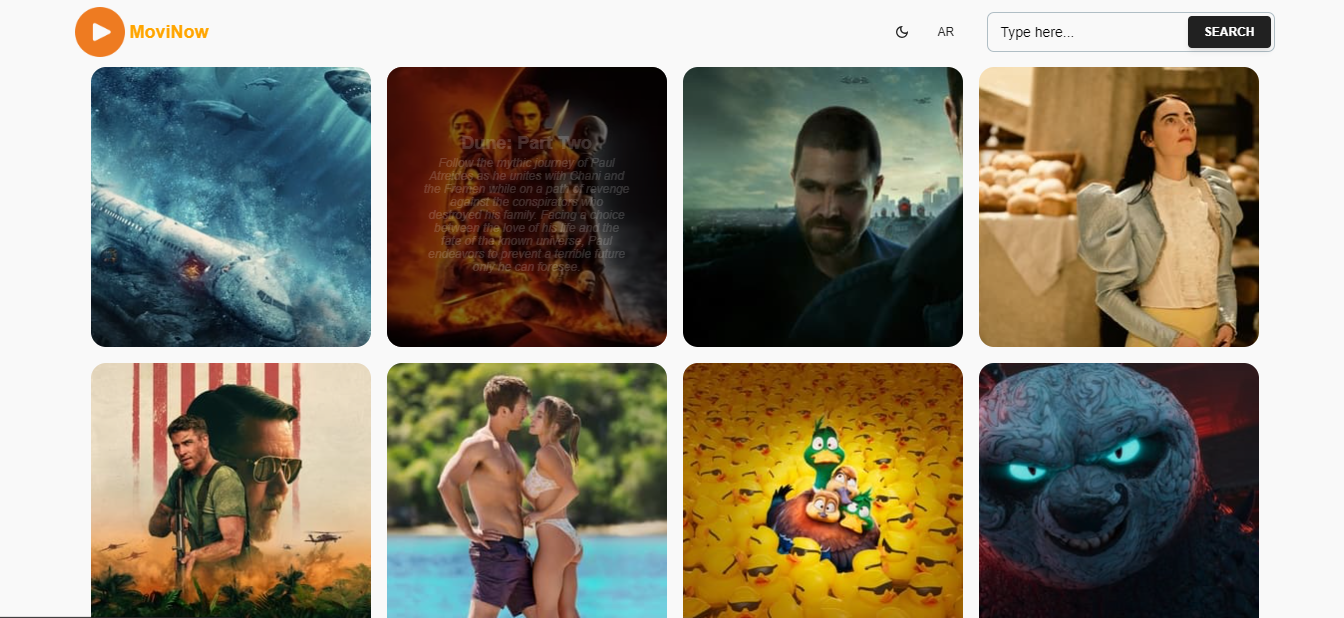 MoviNow
AR
Type here...
SEARCH
Dune: Part Two
Follow the mythic journey of Paul
Atreides as he unites with Chani and
the Fremen while on a path of revenge
against the conspirators who
destroyed his family. Facing a choice
between the love of his life and the
fate of the known universe, Paul
endeavors to prevent a terrible future
only he can foresee.